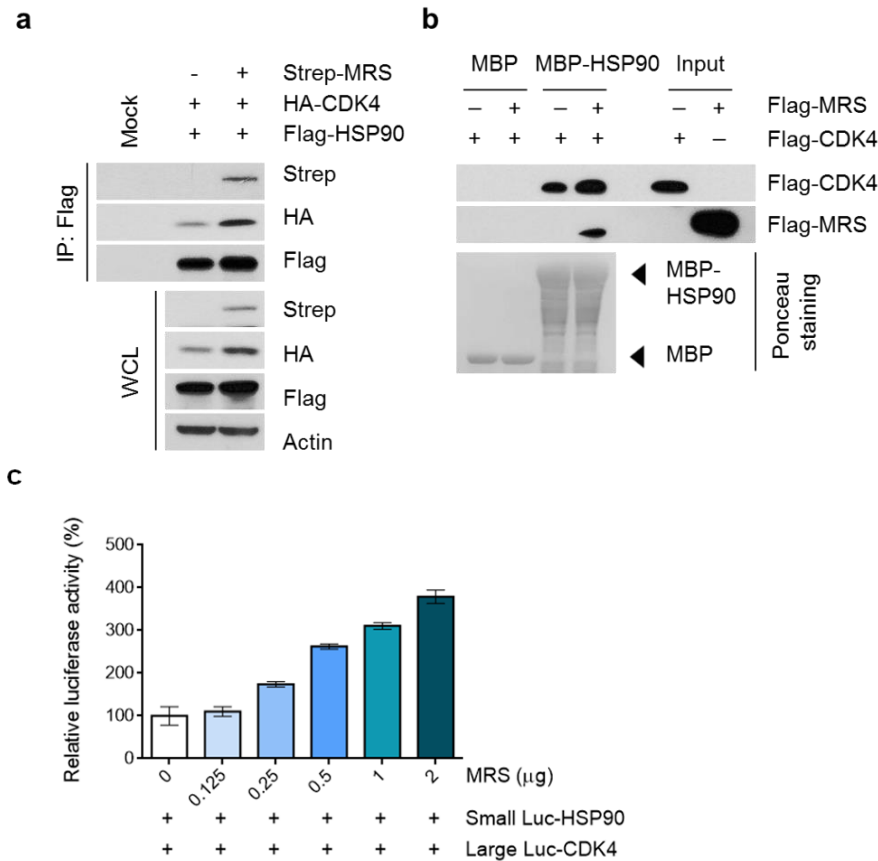 a
Mock
- + Strep-MRS
+ + HA-CDK4
+ + Flag-HSP90
IP: Flag
Strep
HA
Flag
WCL
Strep
HA
Flag
Actin
b
MBP MBP-HSP90 Input
− + − + − + Flag-MRS
+ + + + + − Flag-CDK4
Flag-CDK4
Flag-MRS
MBP-
HSP90
MBP
Ponceau
staining
c
Relative luciferase activity (%)
500
400
300
200
100
0
0 0.125 0.25 0.5 1 2 MRS (μg)
+ + + + + + Small Luc-HSP90
+ + + + + + Large Luc-CDK4